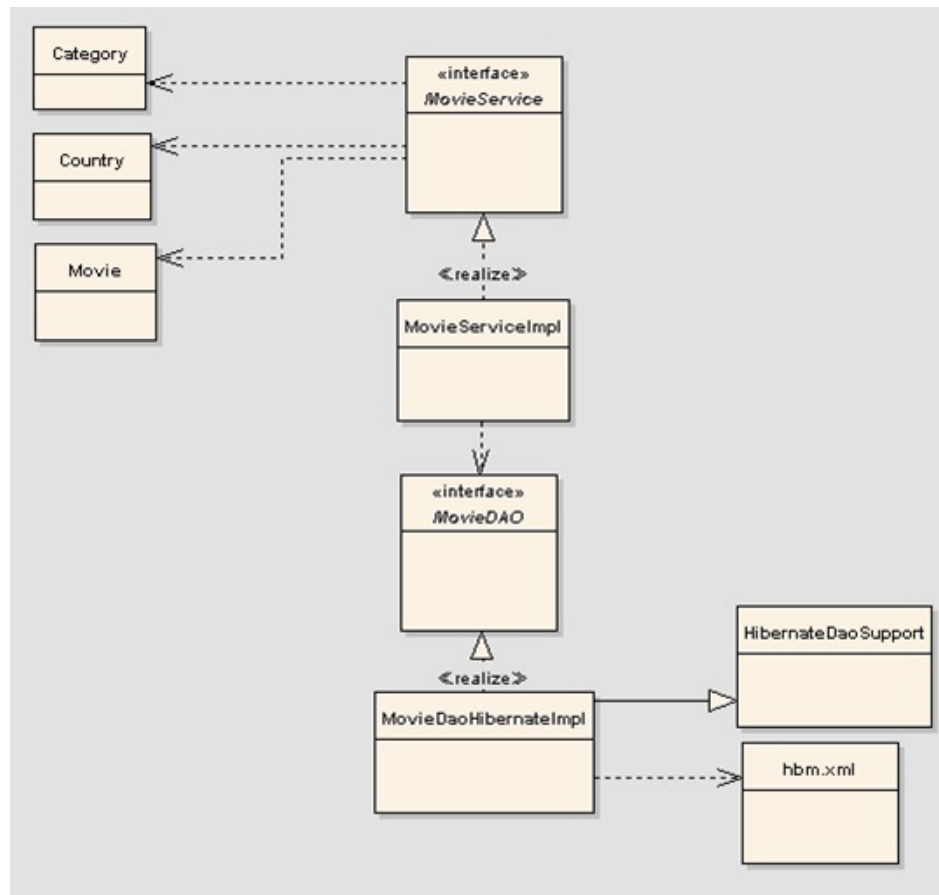 Category
«interface»
MovieService
Country
Movie
≪realize≫
MovieServiceImpl
«interface»
MovieDAO
HibernateDaoSupport
≪realize≫
MovieDaoHibernateImpl
hbm.xml